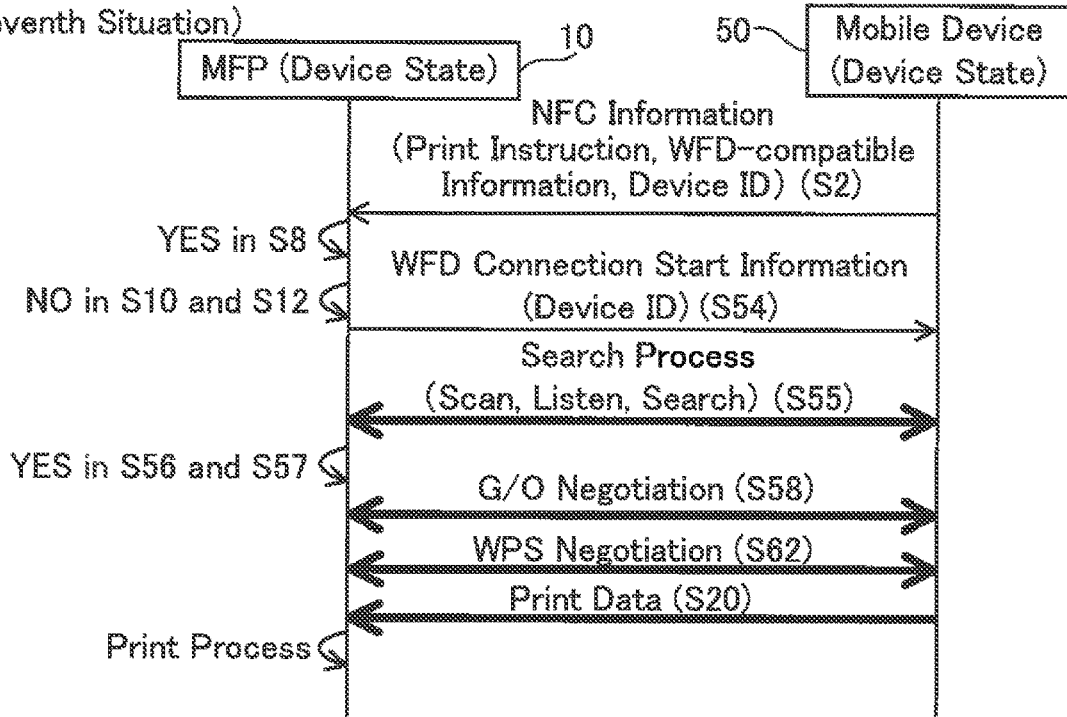 Situation)
MFP (Device State)
10
50
Mobile Device
(Device State)
NFC Information
(Print Instruction, WFD-compatible
Information, Device ID) (S2)
YES in S8
WFD Connection Start Information
(Device ID) (S54)
NO in S10 and S12
Search Process
(Scan, Listen, Search) (S55)
YES in S56 and S57
G/O Negotiation (S58)
WPS Negotiation (S62)
Print Data (S20)
Print Process